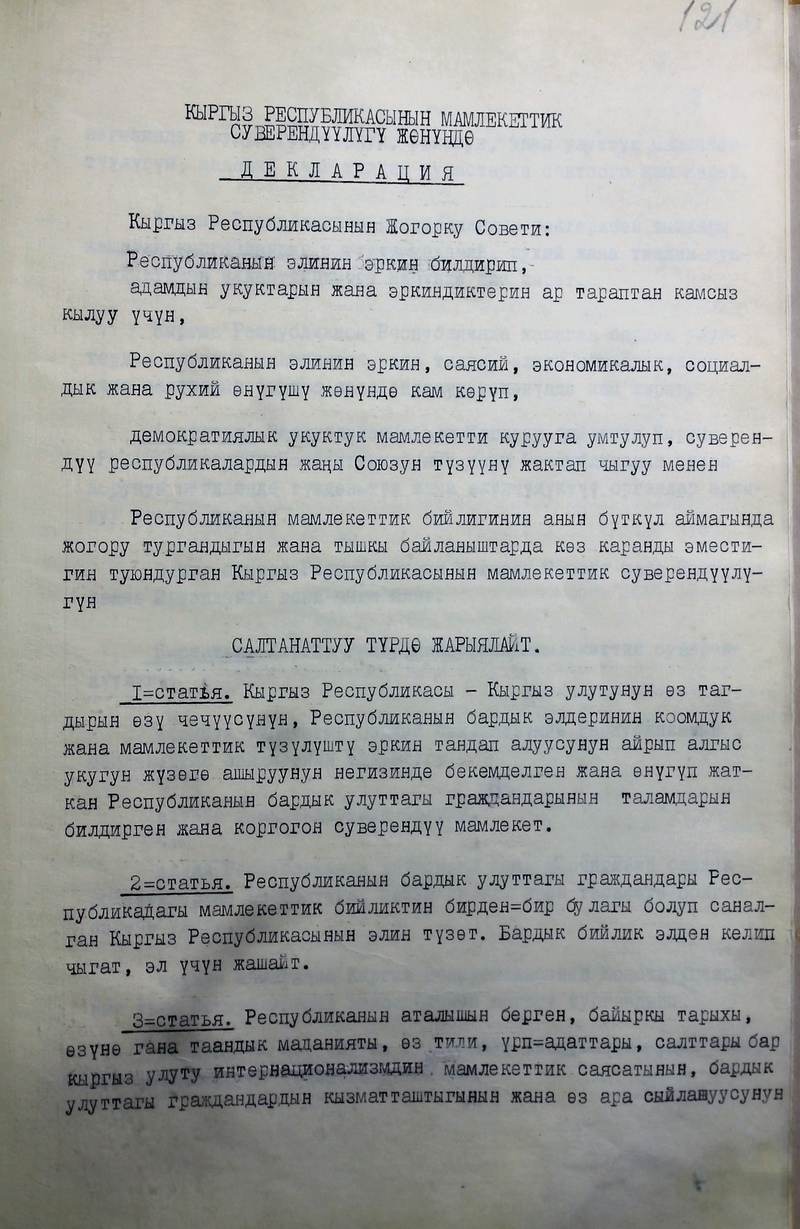 121
КЫРГЫЗ РЕСПУБЛИКАСЫНЫН МАМЛЕКЕТТИК
СУВЕРЕНДҮҮЛҮГҮ ЖӨНҮНДӨ
ДЕКЛАРАЦИЯ
Кыргыз Республикасынын Жогорку Совети:
Республиканын элинин эркин билдирип,-
адамдын укуктарын жана эркиндиктерин ар тараптан камсыз
кылуу үчүн,
Республиканын элинин эркин, саясий, экономикалык, социал-
дык жана рухий өнүгүшү жөнүндө кам көрүп,
демократиялык укуктук мамлекетти курууга умтулуп, суверен-
дүү республикалардын жаңы Союзун түзүүнү жактап чыгуу менен
Республиканын мамлекеттик бийлигинин анын бүткүл аймагында
жогору тургандыгын жана тышкы байланыштарда көз каранды эмести-
гин туюндурган Кыргыз Республикасынын мамлекеттик суверендүүлү-
гүн
САЛТАНАТТУУ ТҮРДӨ ЖАРЫЯЛАЙТ.
1=статья. Кыргыз Республикасы - Кыргыз улутунун өз таг-
дырын өзү чечүүсүнүн, Республиканын бардык элдеринин коомдук
жана мамлекеттик түзүлүштү эркин тандап алуусунун айрып алгыс
укугун жүзөгө ашыруунун негизинде бекемделген жана өнүгүп жат-
кан Республиканын бардык улуттагы граждандарынын таламдарын
билдирген жана коргогон суверендүү мамлекет.
2=статья. Республиканын бардык улуттагы граждандары Рес-
публикадагы мамлекеттик бийликтин бирден=бир булагы болуп санал-
ган Кыргыз Республикасынын элин түзөт. Бардык бийлик элден келип
чыгат, эл үчүн жашайт.
3=статья. Республиканын аталышын берген, байыркы тарыхы,
өзүнө гана таандык маданияты, өз тили, үрп=адаттары, салттары бар
кыргыз улуту интернационализмдин мамлекеттик саясатынын, бардык
улуттагы граждандардын кызматташтыгынын жана өз ара сыйлашуусунун